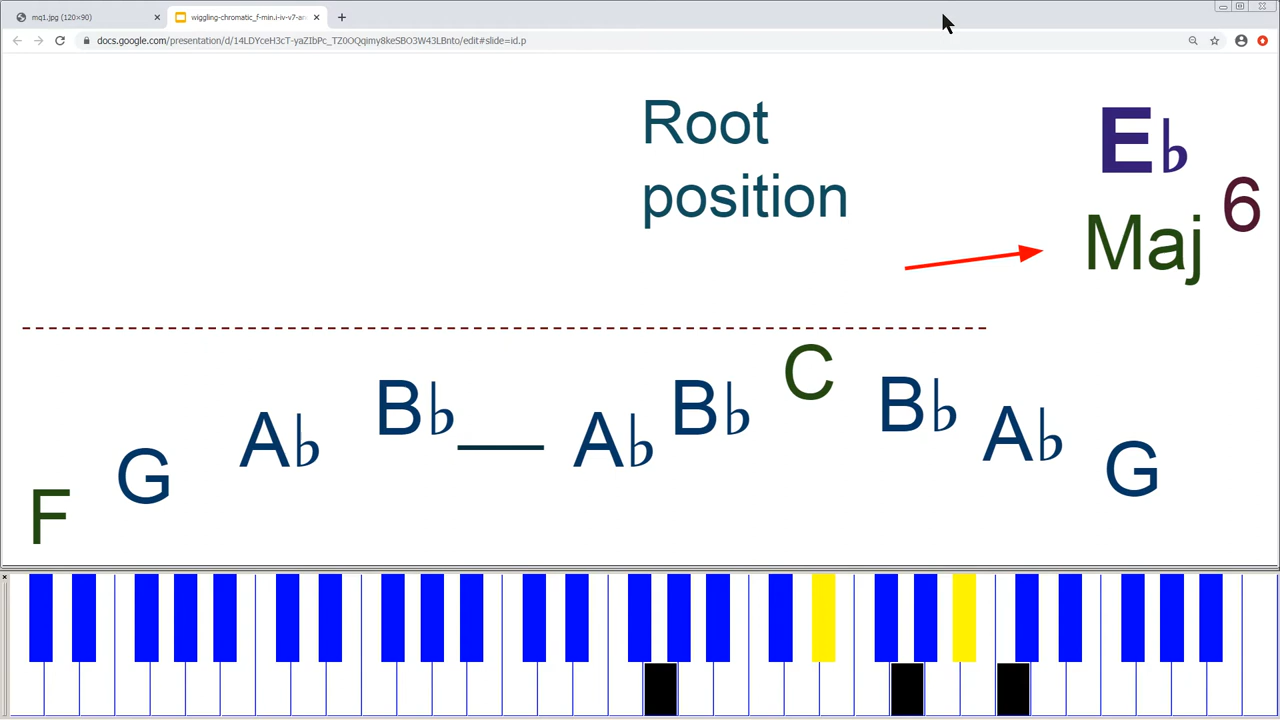 mq1.jpg (120×90)
wiggling-chromatic_f-min.i-iv-v7-ar
docs.google.com/presentation/d/14LDYceH3cT-yaZIbPc_TZ0OQqimy8keSBO3W43LBnto/edit#slide=id.p
Root
position
E♭
Maj 6
F G A♭ B♭__ A♭ B♭ C B♭ A♭ G